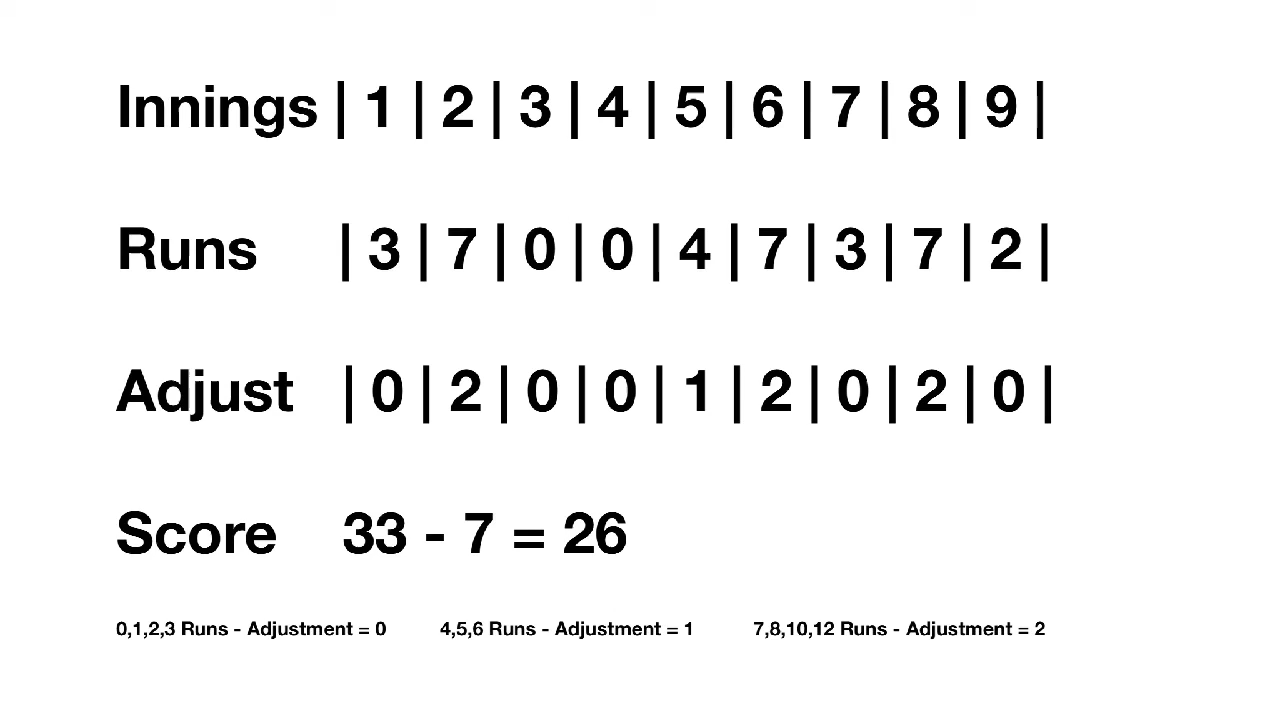 Innings | 1 | 2 | 3 | 4 | 5 | 6 | 7 | 8 | 9 |
Runs | 3 | 7 | 0 | 0 | 4 | 7 | 3 | 7 | 2 |
Adjust | 0 | 2 | 0 | 0 | 1 | 2 | 0 | 2 | 0 |
Score 33 - 7 = 26
0,1,2,3 Runs - Adjustment = 0 4,5,6 Runs - Adjustment = 1 7,8,10,12 Runs - Adjustment = 2